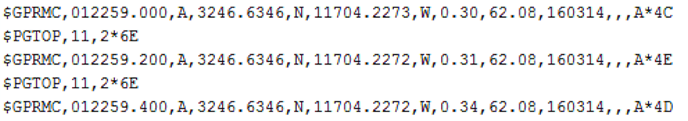 $GPRMC,012259.000,A,3246.6346,N,11704.2273,W,0.30,62.08,160314,,,A*4C
$PGTOP,11,2*6E
$GPRMC,012259.200,A,3246.6346,N,11704.2272,W,0.31,62.08,160314,,,A*4E
$PGTOP,11,2*6E
$GPRMC,012259.400,A,3246.6346,N,11704.2272,W,0.34,62.08,160314,,,A*4D